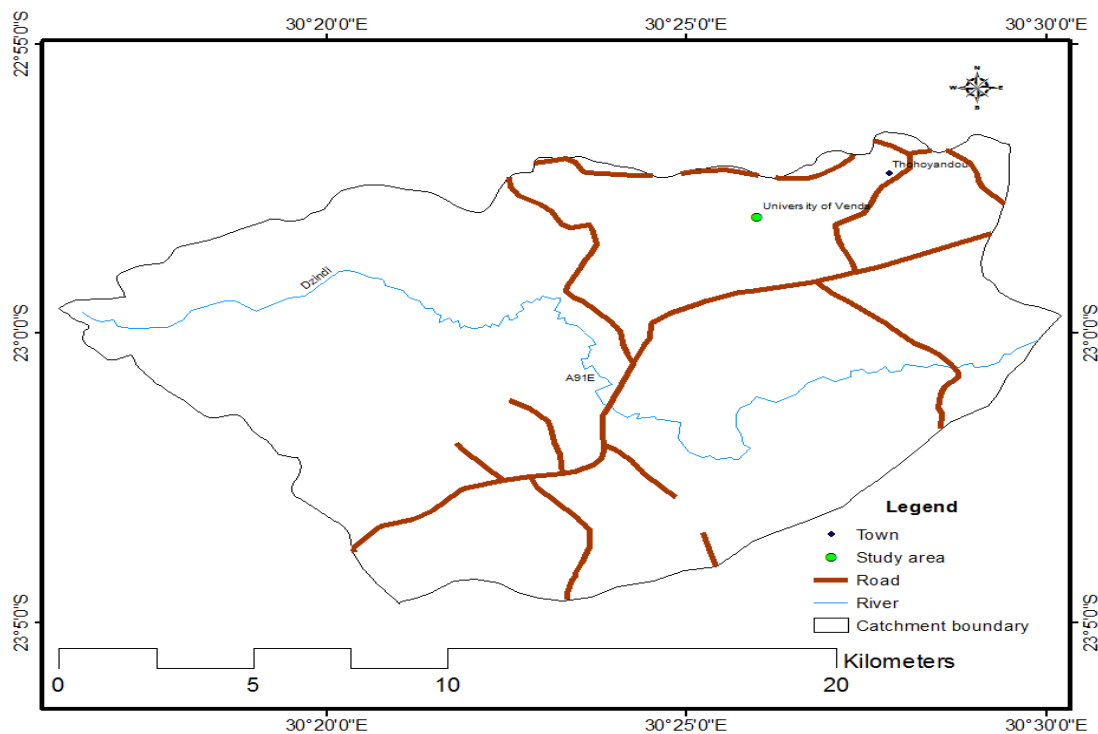 30°20'0"E
30°25'0"E
30°30'0"E
22°55'0"S
N
W
E
S
Thohoyandou
University of Venda
Dzindi
23°0'0"S
23°0'0"S
A91E
Legend
Town
Study area
Road
River
Catchment boundary
23°5'0"S
23°5'0"S
Kilometers
0
5
10
20
30°20'0"E
30°25'0"E
30°30'0"E